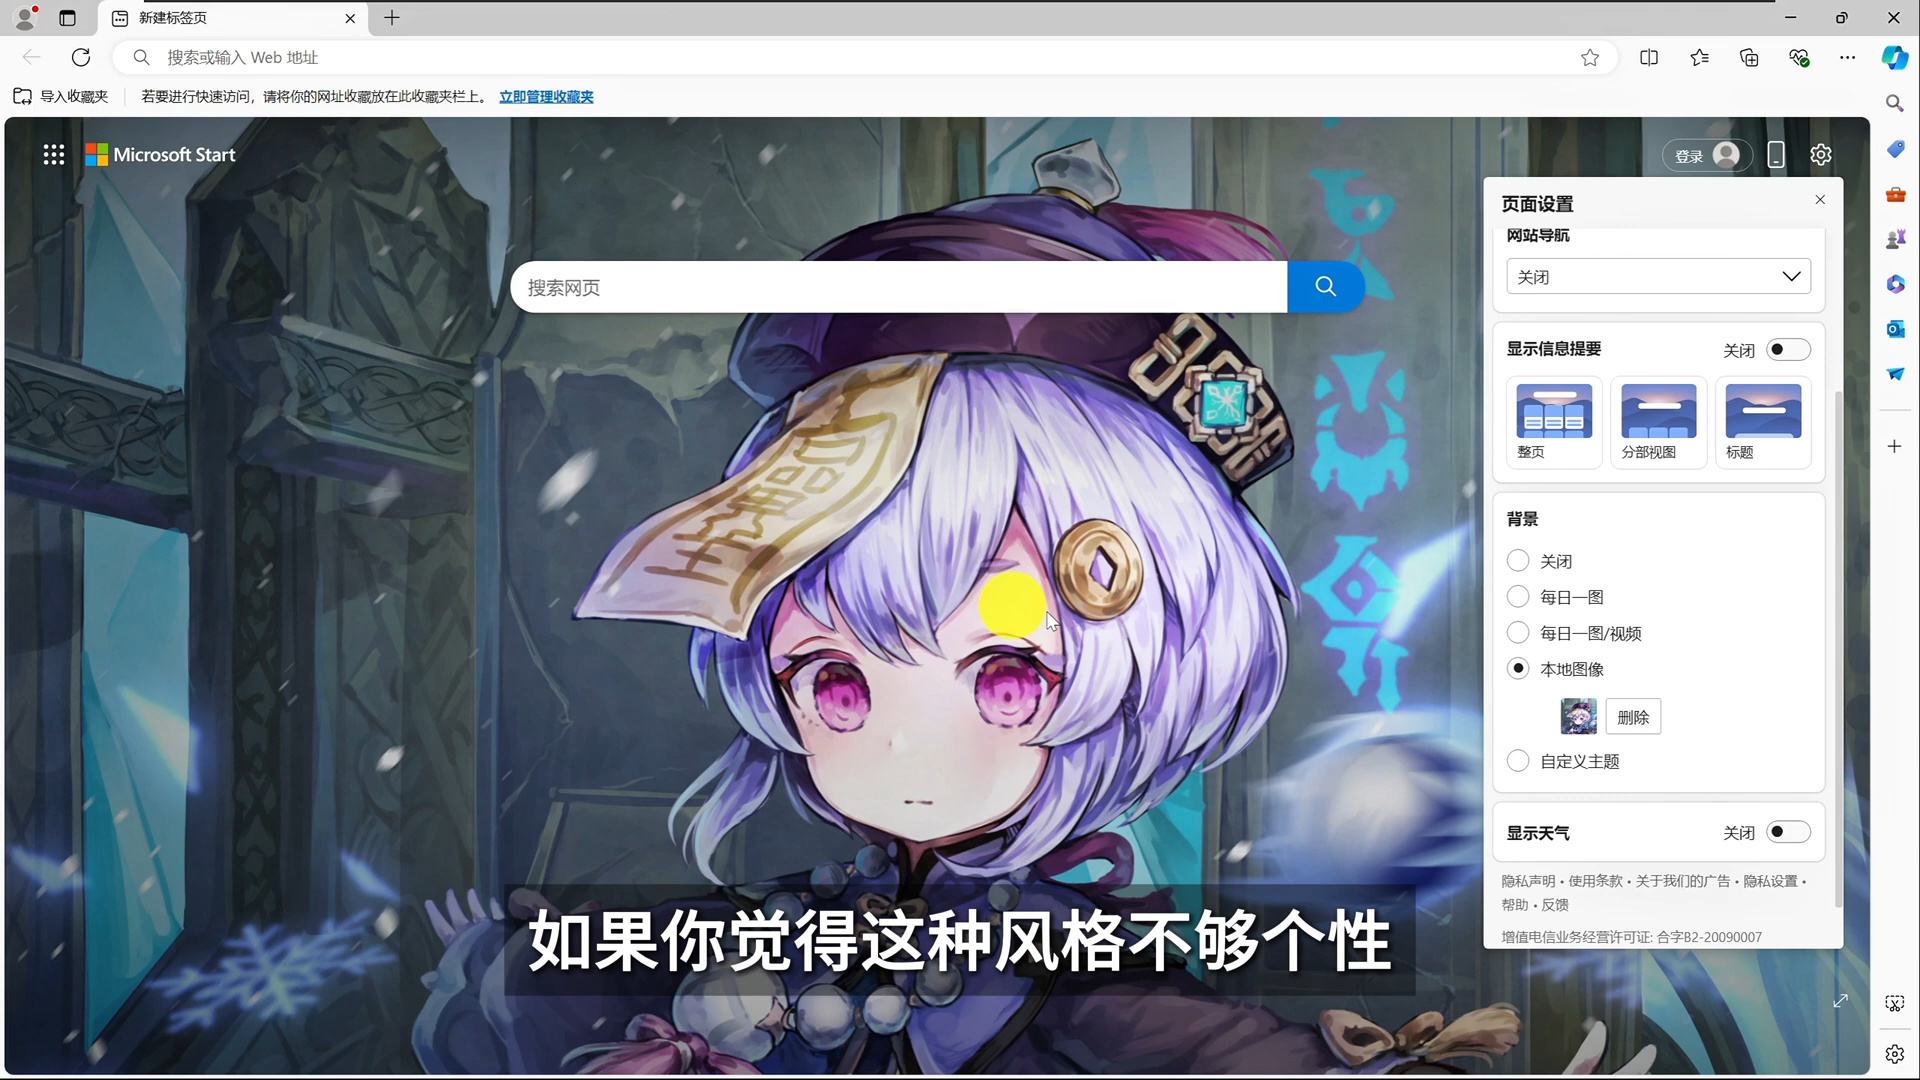 新建标签页
搜索或输入 Web 地址
导入收藏夹
若要进行快速访问，请将你的网址收藏放在此收藏夹栏上。 立即管理收藏夹
Microsoft Start
登录
搜索网页
页面设置
网站导航
关闭
显示信息提要
关闭
整页
分部视图
标题
背景
关闭
每日一图
每日一图/视频
本地图像
删除
自定义主题
显示天气
关闭
隐私声明 • 使用条款 • 关于我们的广告 • 隐私设置 •
帮助 • 反馈
增值电信业务经营许可证: 合字B2-20090007
如果你觉得这种风格不够个性